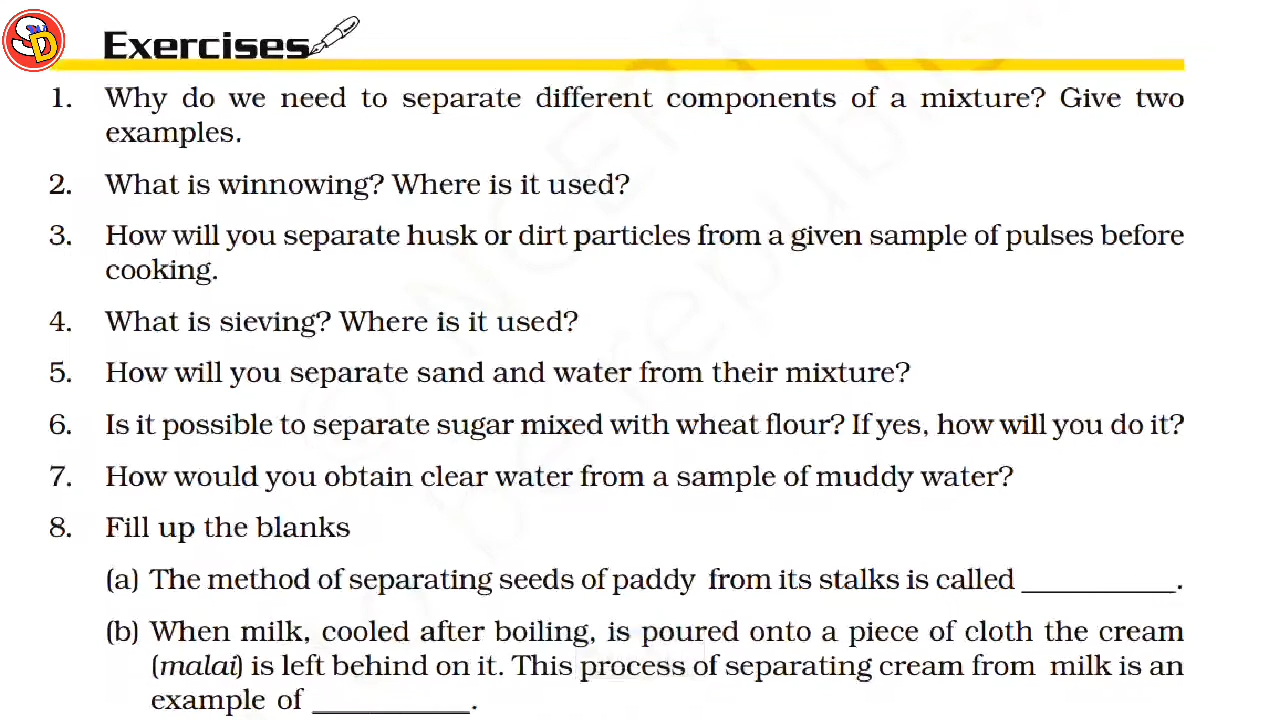 SD
Exercises
1. Why do we need to separate different components of a mixture? Give two
examples.
2. What is winnowing? Where is it used?
3. How will you separate husk or dirt particles from a given sample of pulses before
cooking.
4. What is sieving? Where is it used?
5. How will you separate sand and water from their mixture?
6. Is it possible to separate sugar mixed with wheat flour? If yes, how will you do it?
7. How would you obtain clear water from a sample of muddy water?
8. Fill up the blanks
(a) The method of separating seeds of paddy from its stalks is called __________.
(b) When milk, cooled after boiling, is poured onto a piece of cloth the cream
(malai) is left behind on it. This process of separating cream from milk is an
example of __________.